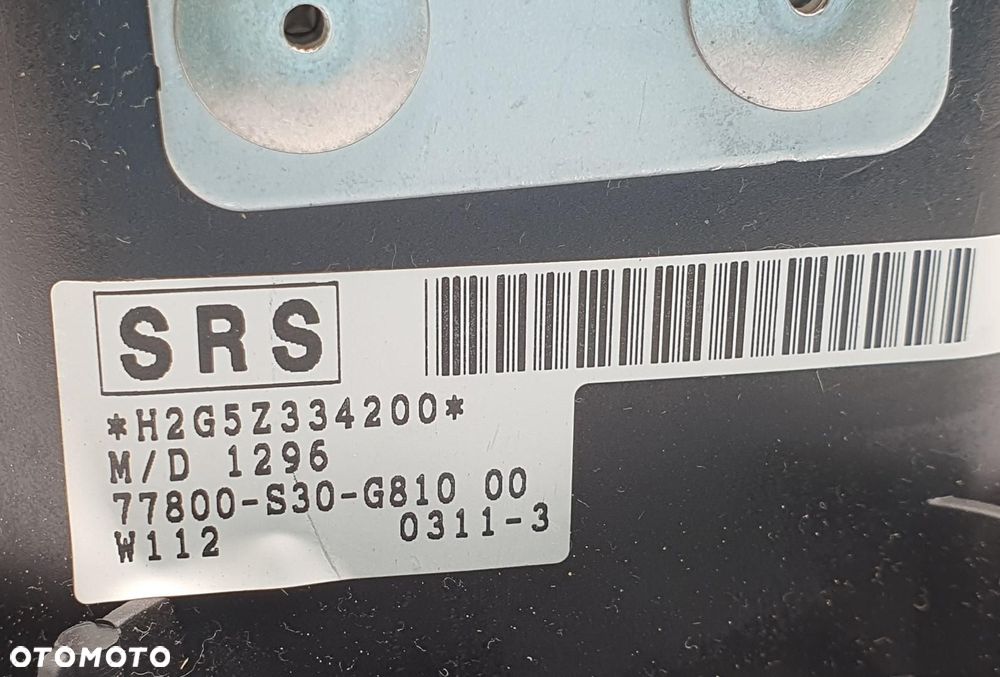 SRS
*H2G5Z334200*
M/D 1296
77800-S30-G810 00
W112 0311-3
OTOMOTO